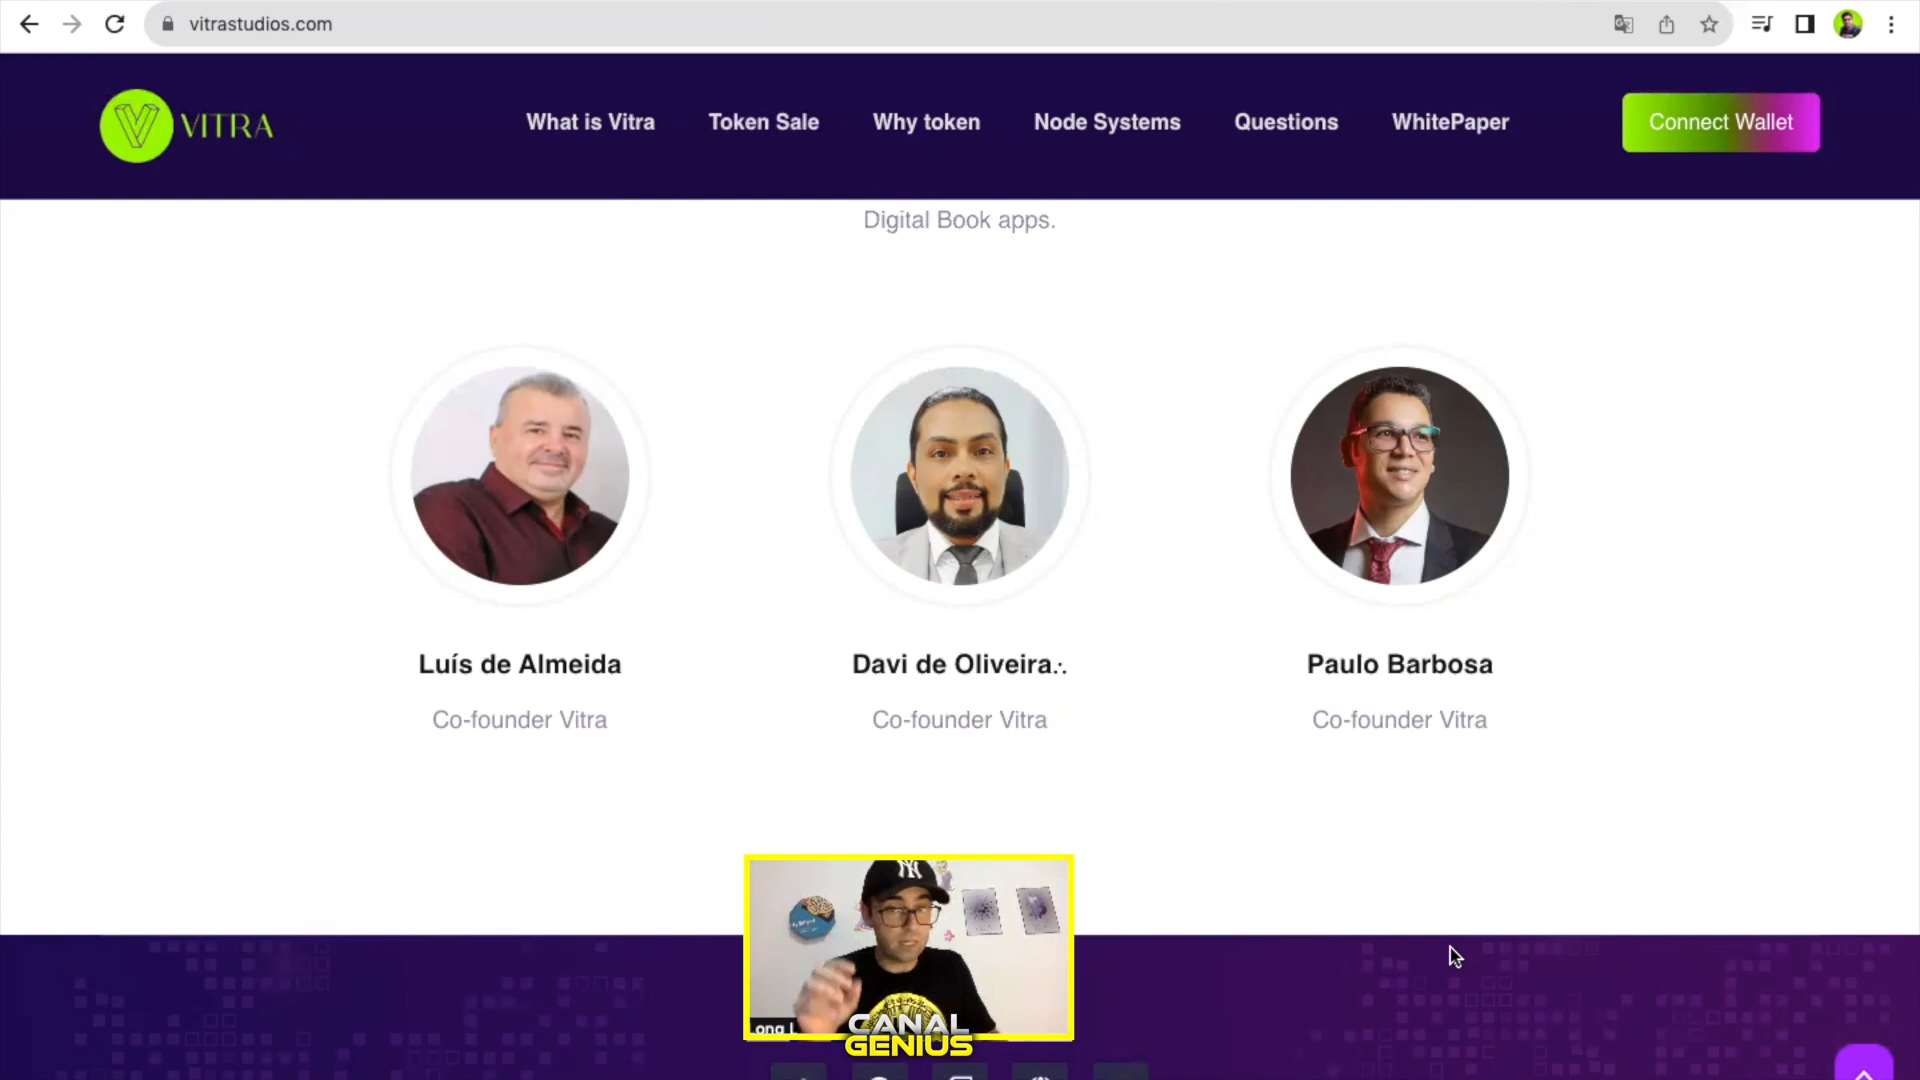 vitrastudios.com
VITRA
What is Vitra
Token Sale
Why token
Node Systems
Questions
WhitePaper
Connect Wallet
Digital Book apps.
Luís de Almeida
Davi de Oliveira∴
Paulo Barbosa
Co-founder Vitra
Co-founder Vitra
Co-founder Vitra
CANAL
GENIUS